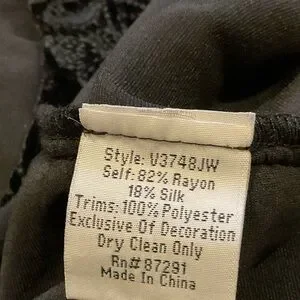 Style: V3748JW
Self: 82% Rayon
18% Silk
Trims: 100% Polyester
Exclusive Of Decoration
Dry Clean Only
Rn# 87291
Made In China